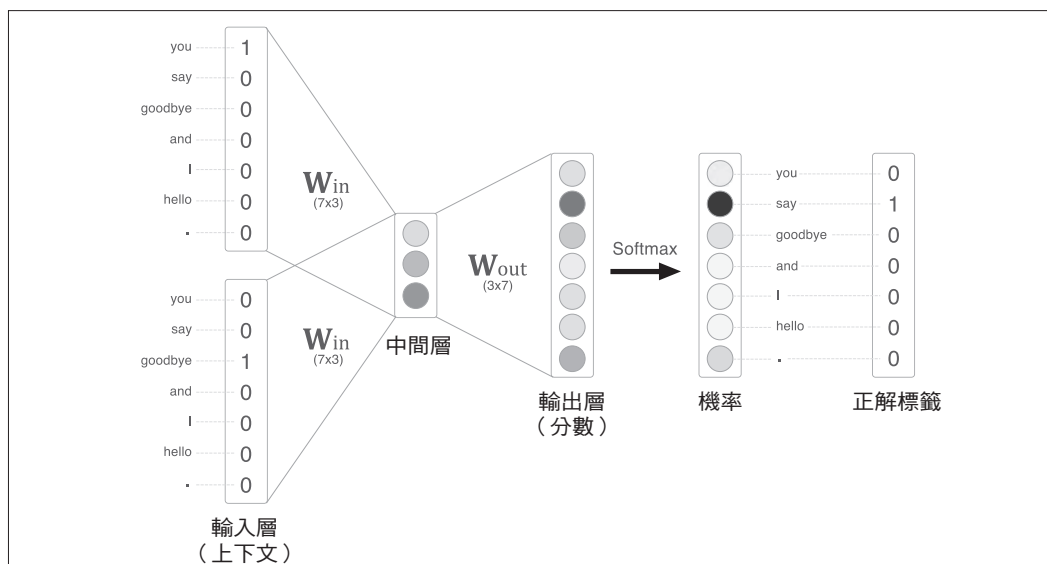 you 1
say 0
goodbye 0
and 0
I 0
hello 0
. 0
Win
(7x3)
you 0
say 0
goodbye 1
and 0
I 0
hello 0
. 0
Win
(7x3)
輸入層
（上下文）
中間層
Wout
(3x7)
輸出層
（分數）
Softmax
機率
you 0
say 1
goodbye 0
and 0
I 0
hello 0
. 0
正解標籤